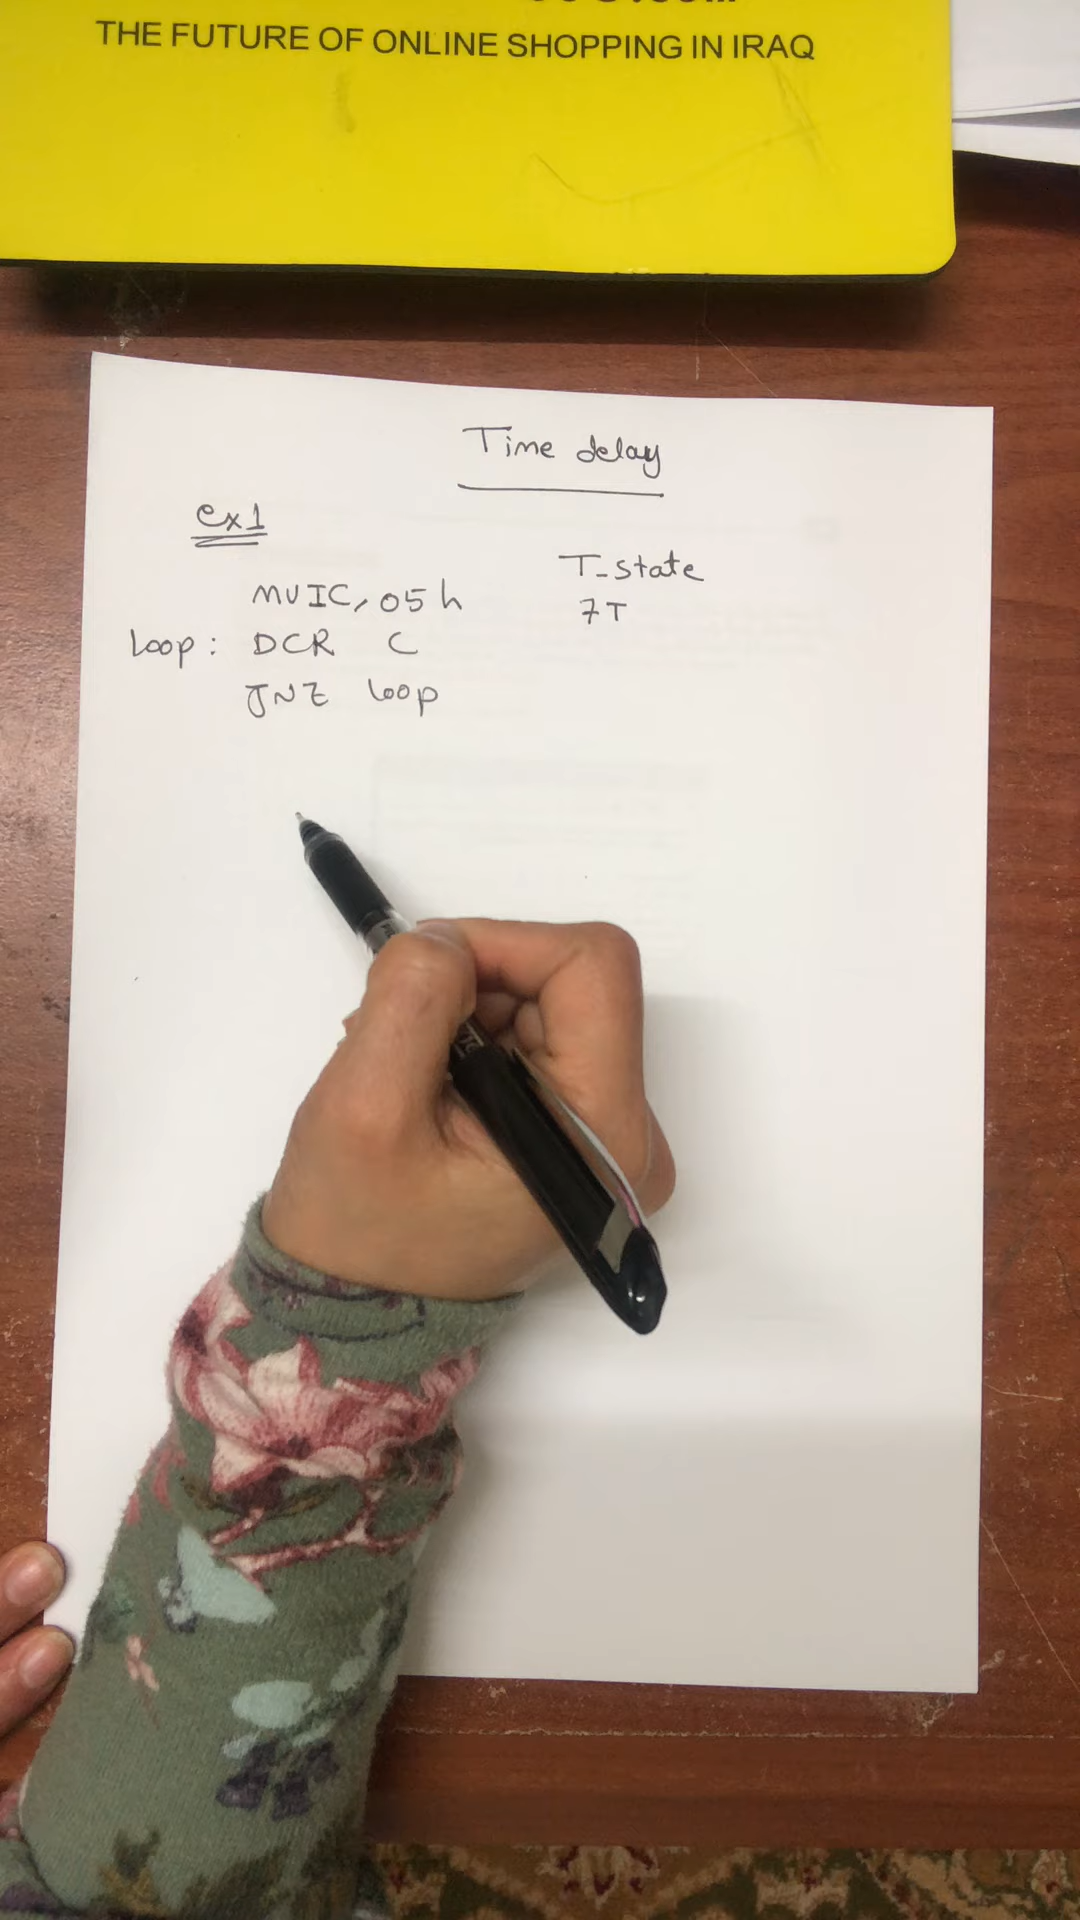 THE FUTURE OF ONLINE SHOPPING IN IRAQ
Time delay
ex1
T-state
MVIC, 05h 7T
Loop: DCR C
JNZ loop